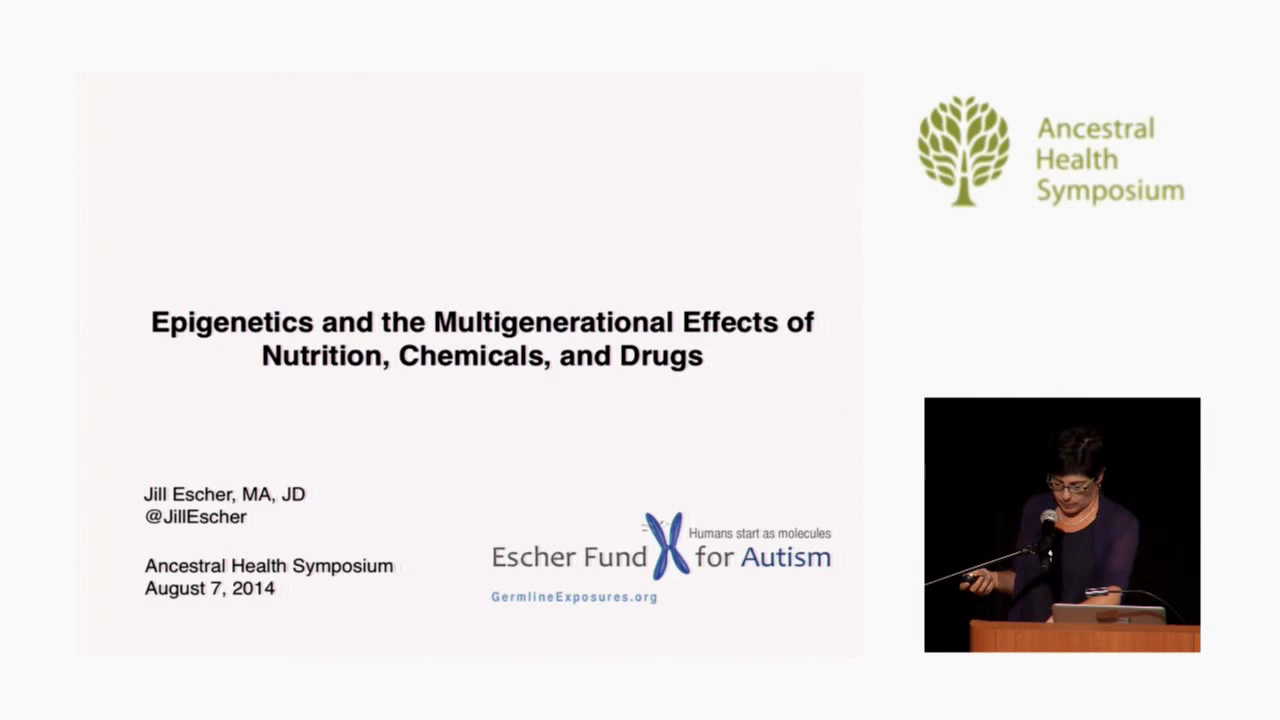 Epigenetics and the Multigenerational Effects of
Nutrition, Chemicals, and Drugs
Jill Escher, MA, JD
@JillEscher
Ancestral Health Symposium
August 7, 2014
Humans start as molecules
Escher Fund for Autism
GermlineExposures.org
Ancestral
Health
Symposium